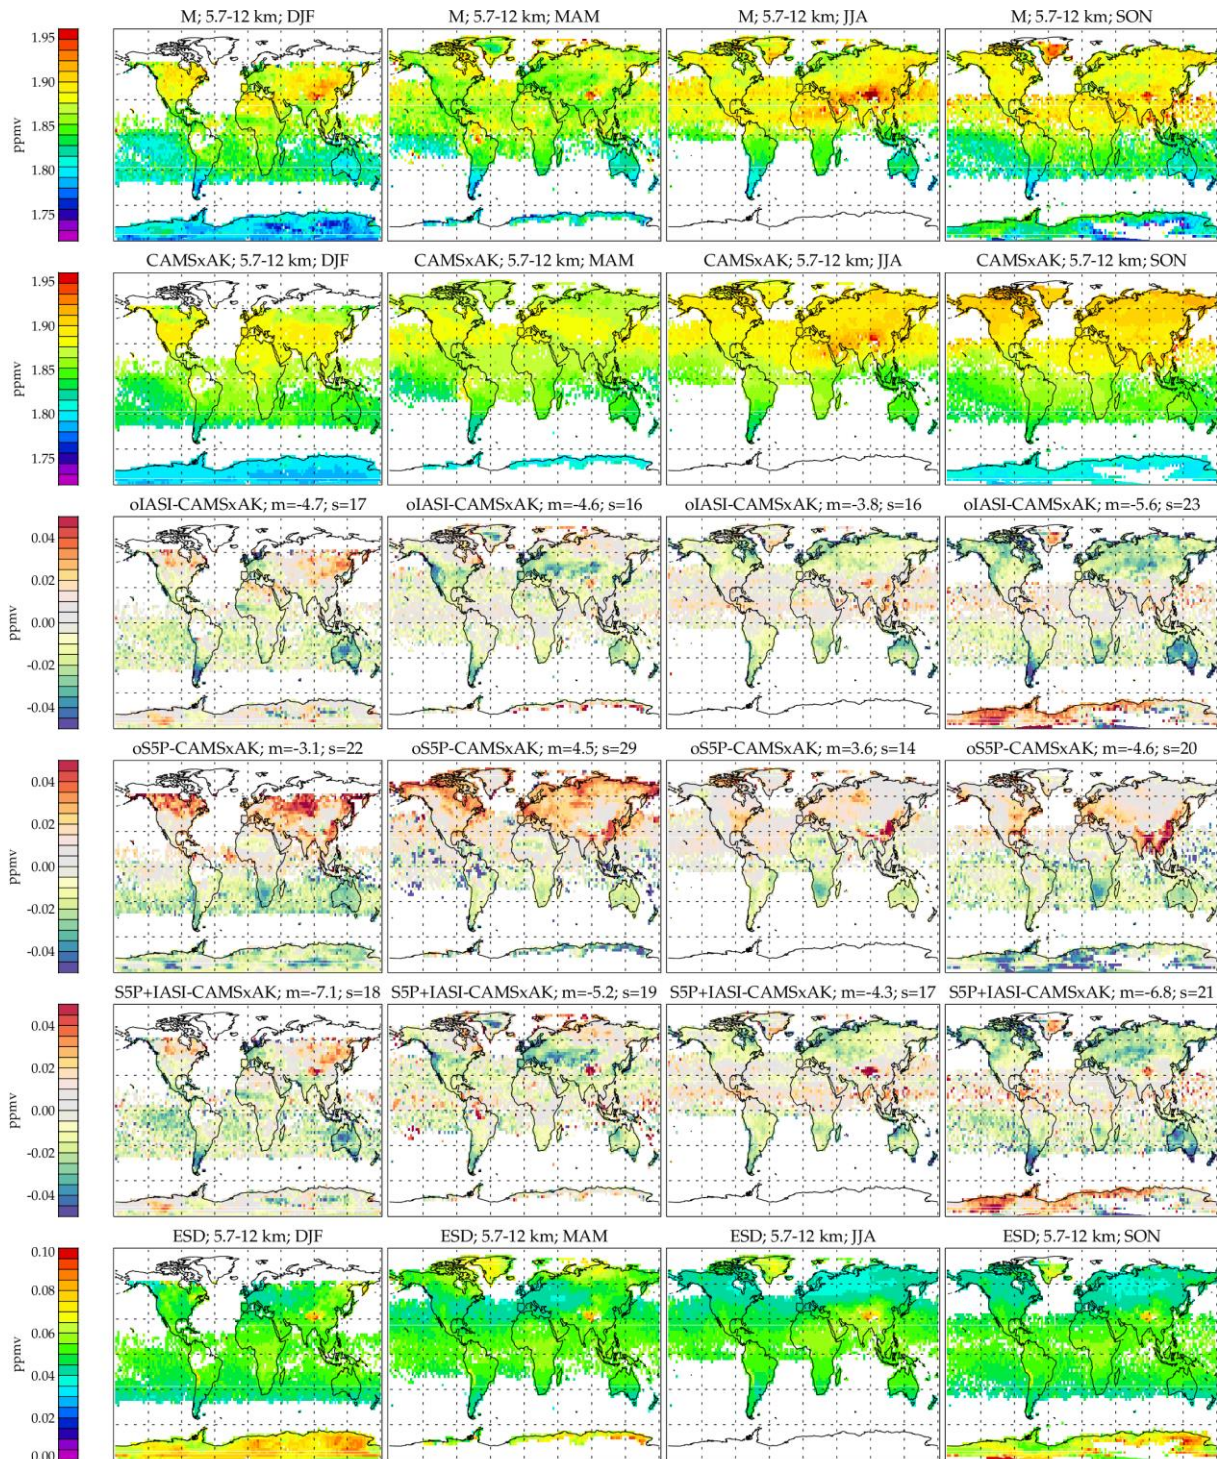 M; 5.7-12 km; DJF
M; 5.7-12 km; MAM
M; 5.7-12 km; JJA
M; 5.7-12 km; SON
1.95
1.90
1.85
1.80
1.75
ppmv
CAMSxAK; 5.7-12 km; DJF
CAMSxAK; 5.7-12 km; MAM
CAMSxAK; 5.7-12 km; JJA
CAMSxAK; 5.7-12 km; SON
1.95
1.90
1.85
1.80
1.75
ppmv
oIASI-CAMSxAK; m=-4.7; s=17
oIASI-CAMSxAK; m=-4.6; s=16
oIASI-CAMSxAK; m=-3.8; s=16
oIASI-CAMSxAK; m=-5.6; s=23
0.04
0.02
0.00
-0.02
-0.04
ppmv
oS5P-CAMSxAK; m=-3.1; s=22
oS5P-CAMSxAK; m=4.5; s=29
oS5P-CAMSxAK; m=3.6; s=14
oS5P-CAMSxAK; m=-4.6; s=20
0.04
0.02
0.00
-0.02
-0.04
ppmv
S5P+IASI-CAMSxAK; m=-7.1; s=18
S5P+IASI-CAMSxAK; m=-5.2; s=19
S5P+IASI-CAMSxAK; m=-4.3; s=17
S5P+IASI-CAMSxAK; m=-6.8; s=21
0.04
0.02
0.00
-0.02
-0.04
ppmv
ESD; 5.7-12 km; DJF
ESD; 5.7-12 km; MAM
ESD; 5.7-12 km; JJA
ESD; 5.7-12 km; SON
0.10
0.08
0.06
0.04
0.02
0.00
ppmv